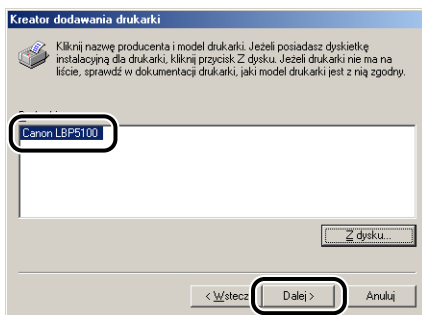 Kreator dodawania drukarki
Kliknij nazwę producenta i model drukarki. Jeżeli posiadasz dyskietkę
instalacyjną dla drukarki, kliknij przycisk Z dysku. Jeżeli drukarki nie ma na
liście, sprawdź w dokumentacji drukarki, jaki model drukarki jest z nią zgodny.
Canon LBP5100
Z dysku...
< Wstecz
Dalej >
Anuluj